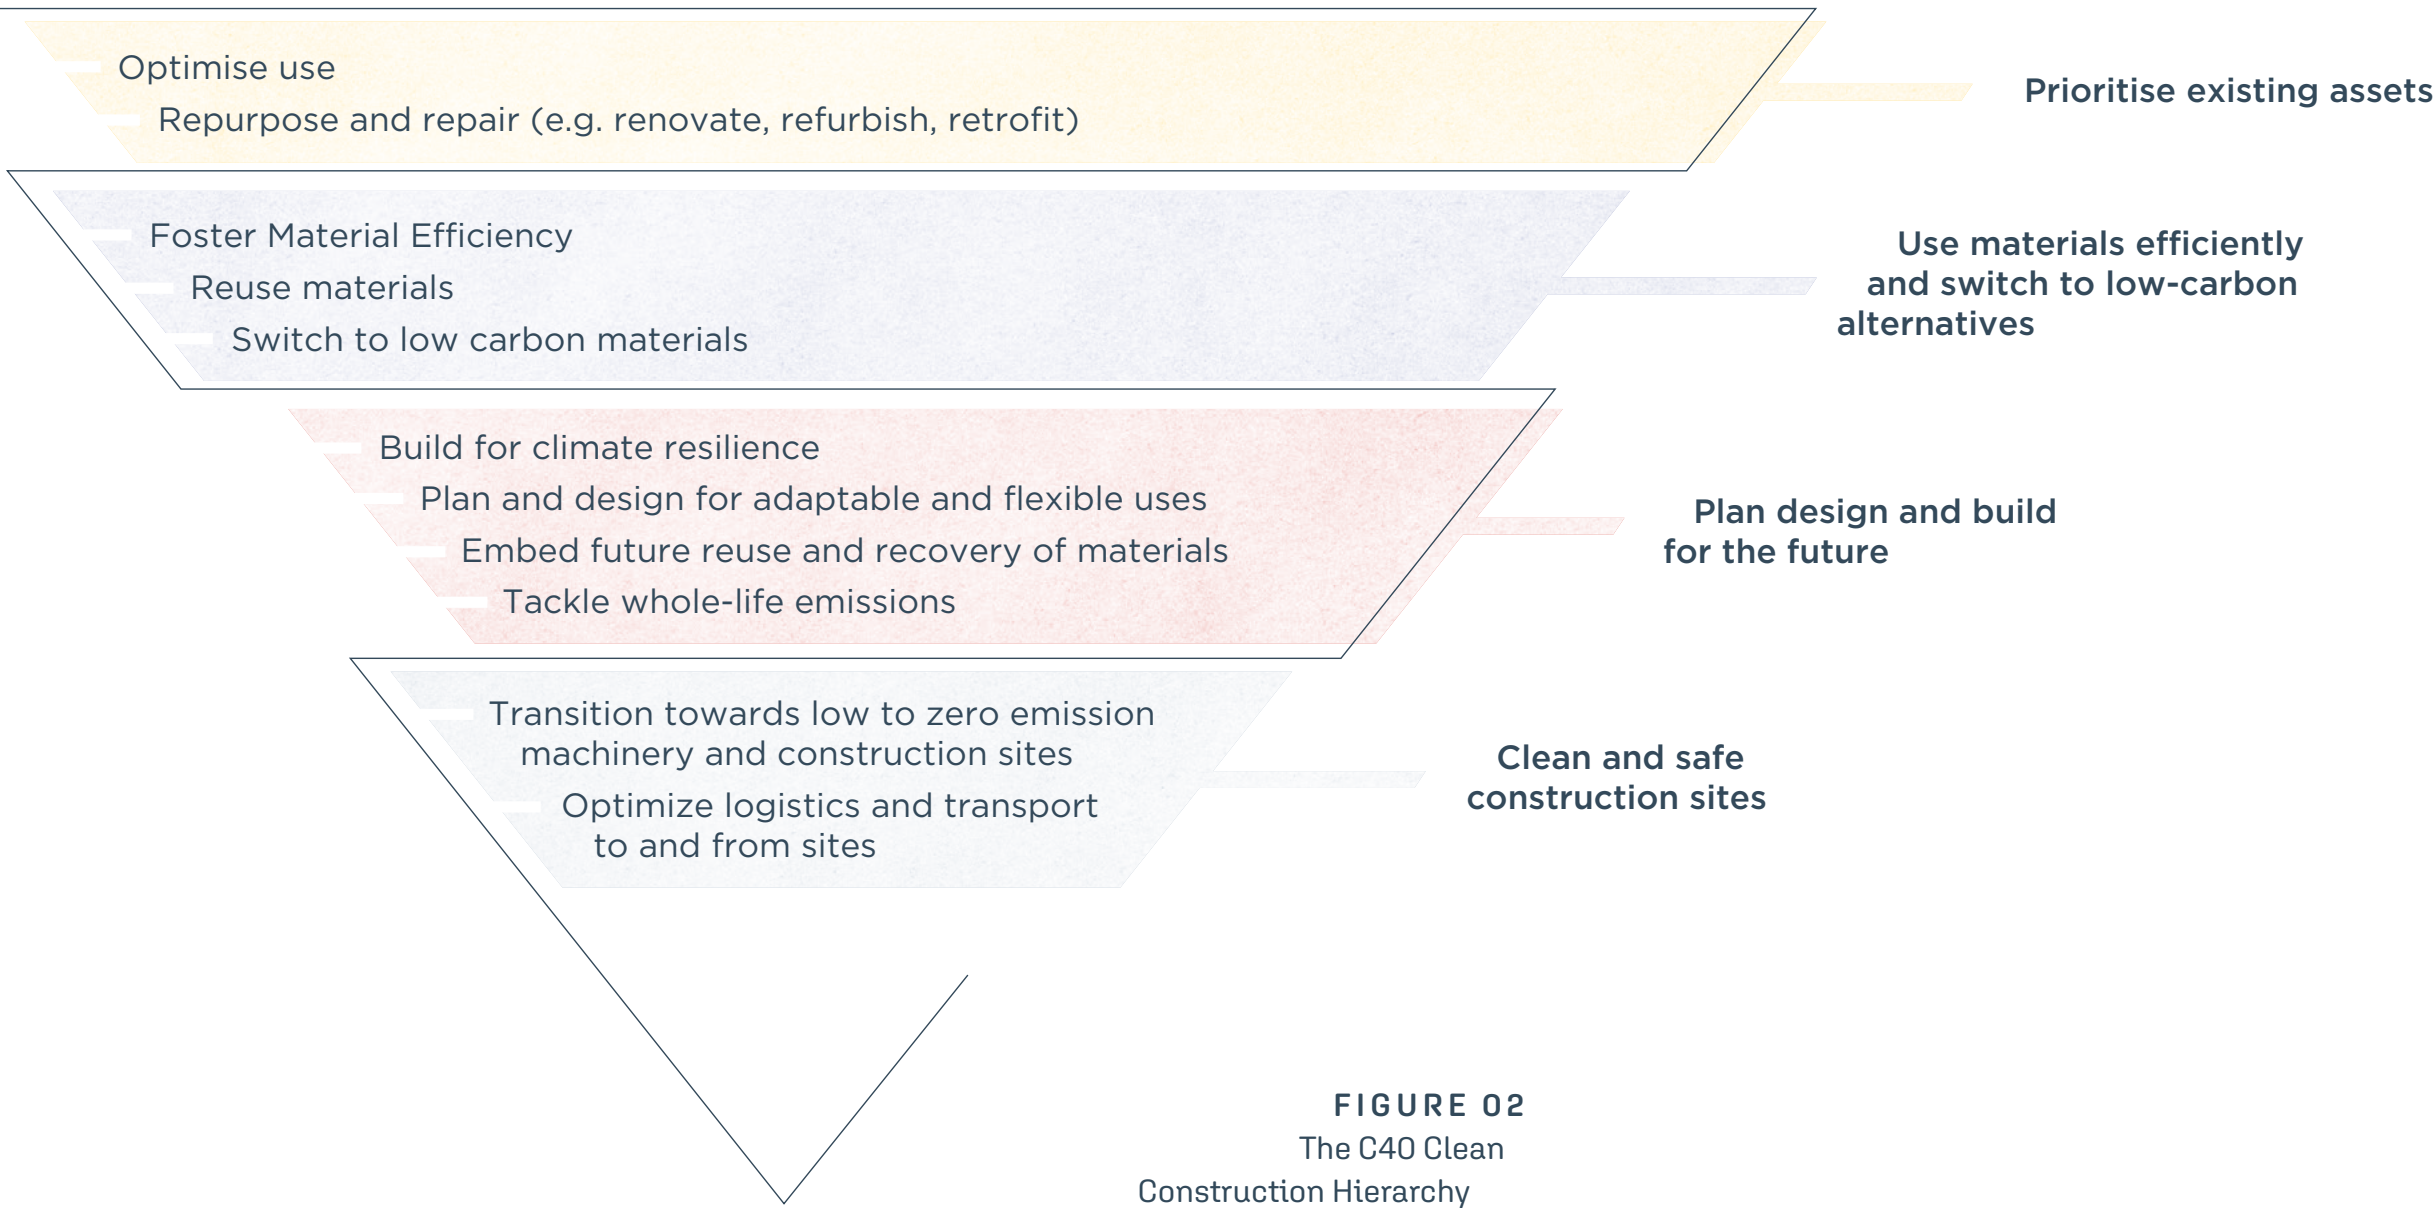 Optimise use
Repurpose and repair (e.g. renovate, refurbish, retrofit)
Prioritise existing assets
Foster Material Efficiency
Reuse materials
Switch to low carbon materials
Use materials efficiently
and switch to low-carbon
alternatives
Build for climate resilience
Plan and design for adaptable and flexible uses
Embed future reuse and recovery of materials
Tackle whole-life emissions
Plan design and build
for the future
Transition towards low to zero emission
machinery and construction sites
Optimize logistics and transport
to and from sites
Clean and safe
construction sites
FIGURE 02
The C40 Clean
Construction Hierarchy